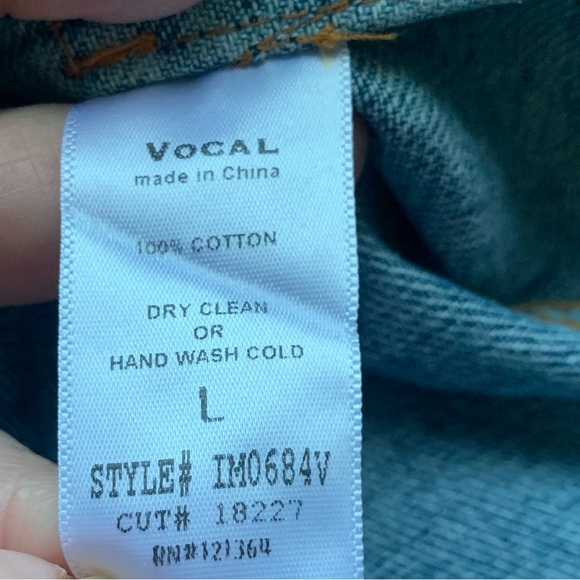 VOCAL
made in China
100% COTTON
DRY CLEAN
OR
HAND WASH COLD
L
STYLE# IM0684V
CUT# 18227
RN#121364